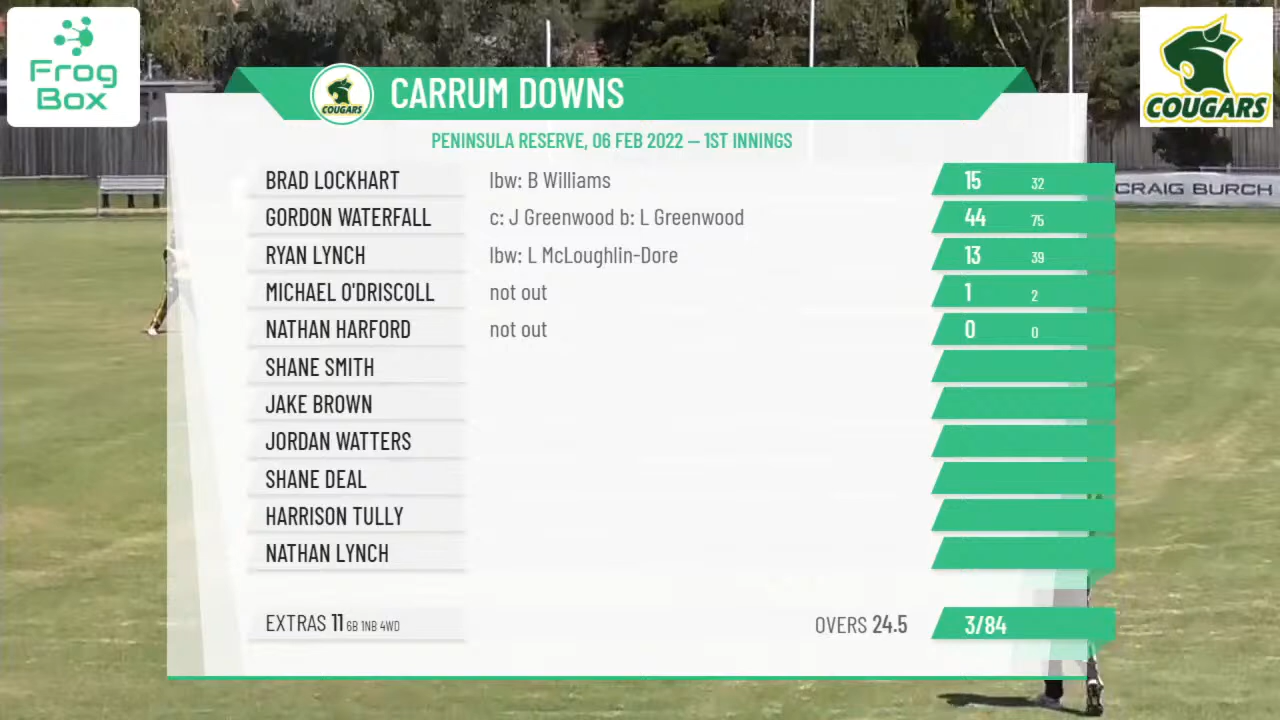 Frog
Box
CARRUM DOWNS
COUGARS
COUGARS
PENINSULA RESERVE, 06 FEB 2022 – 1ST INNINGS
BRAD LOCKHART lbw: B Williams 15 32
CRAIG BURCH
GORDON WATERFALL c: J Greenwood b: L Greenwood 44 75
RYAN LYNCH lbw: L McLoughlin-Dore 13 39
MICHAEL O'DRISCOLL not out 1 2
NATHAN HARFORD not out 0 0
SHANE SMITH
JAKE BROWN
JORDAN WATTERS
SHANE DEAL
HARRISON TULLY
NATHAN LYNCH
EXTRAS 11 6B 1NB 4WD OVERS 24.5 3/84